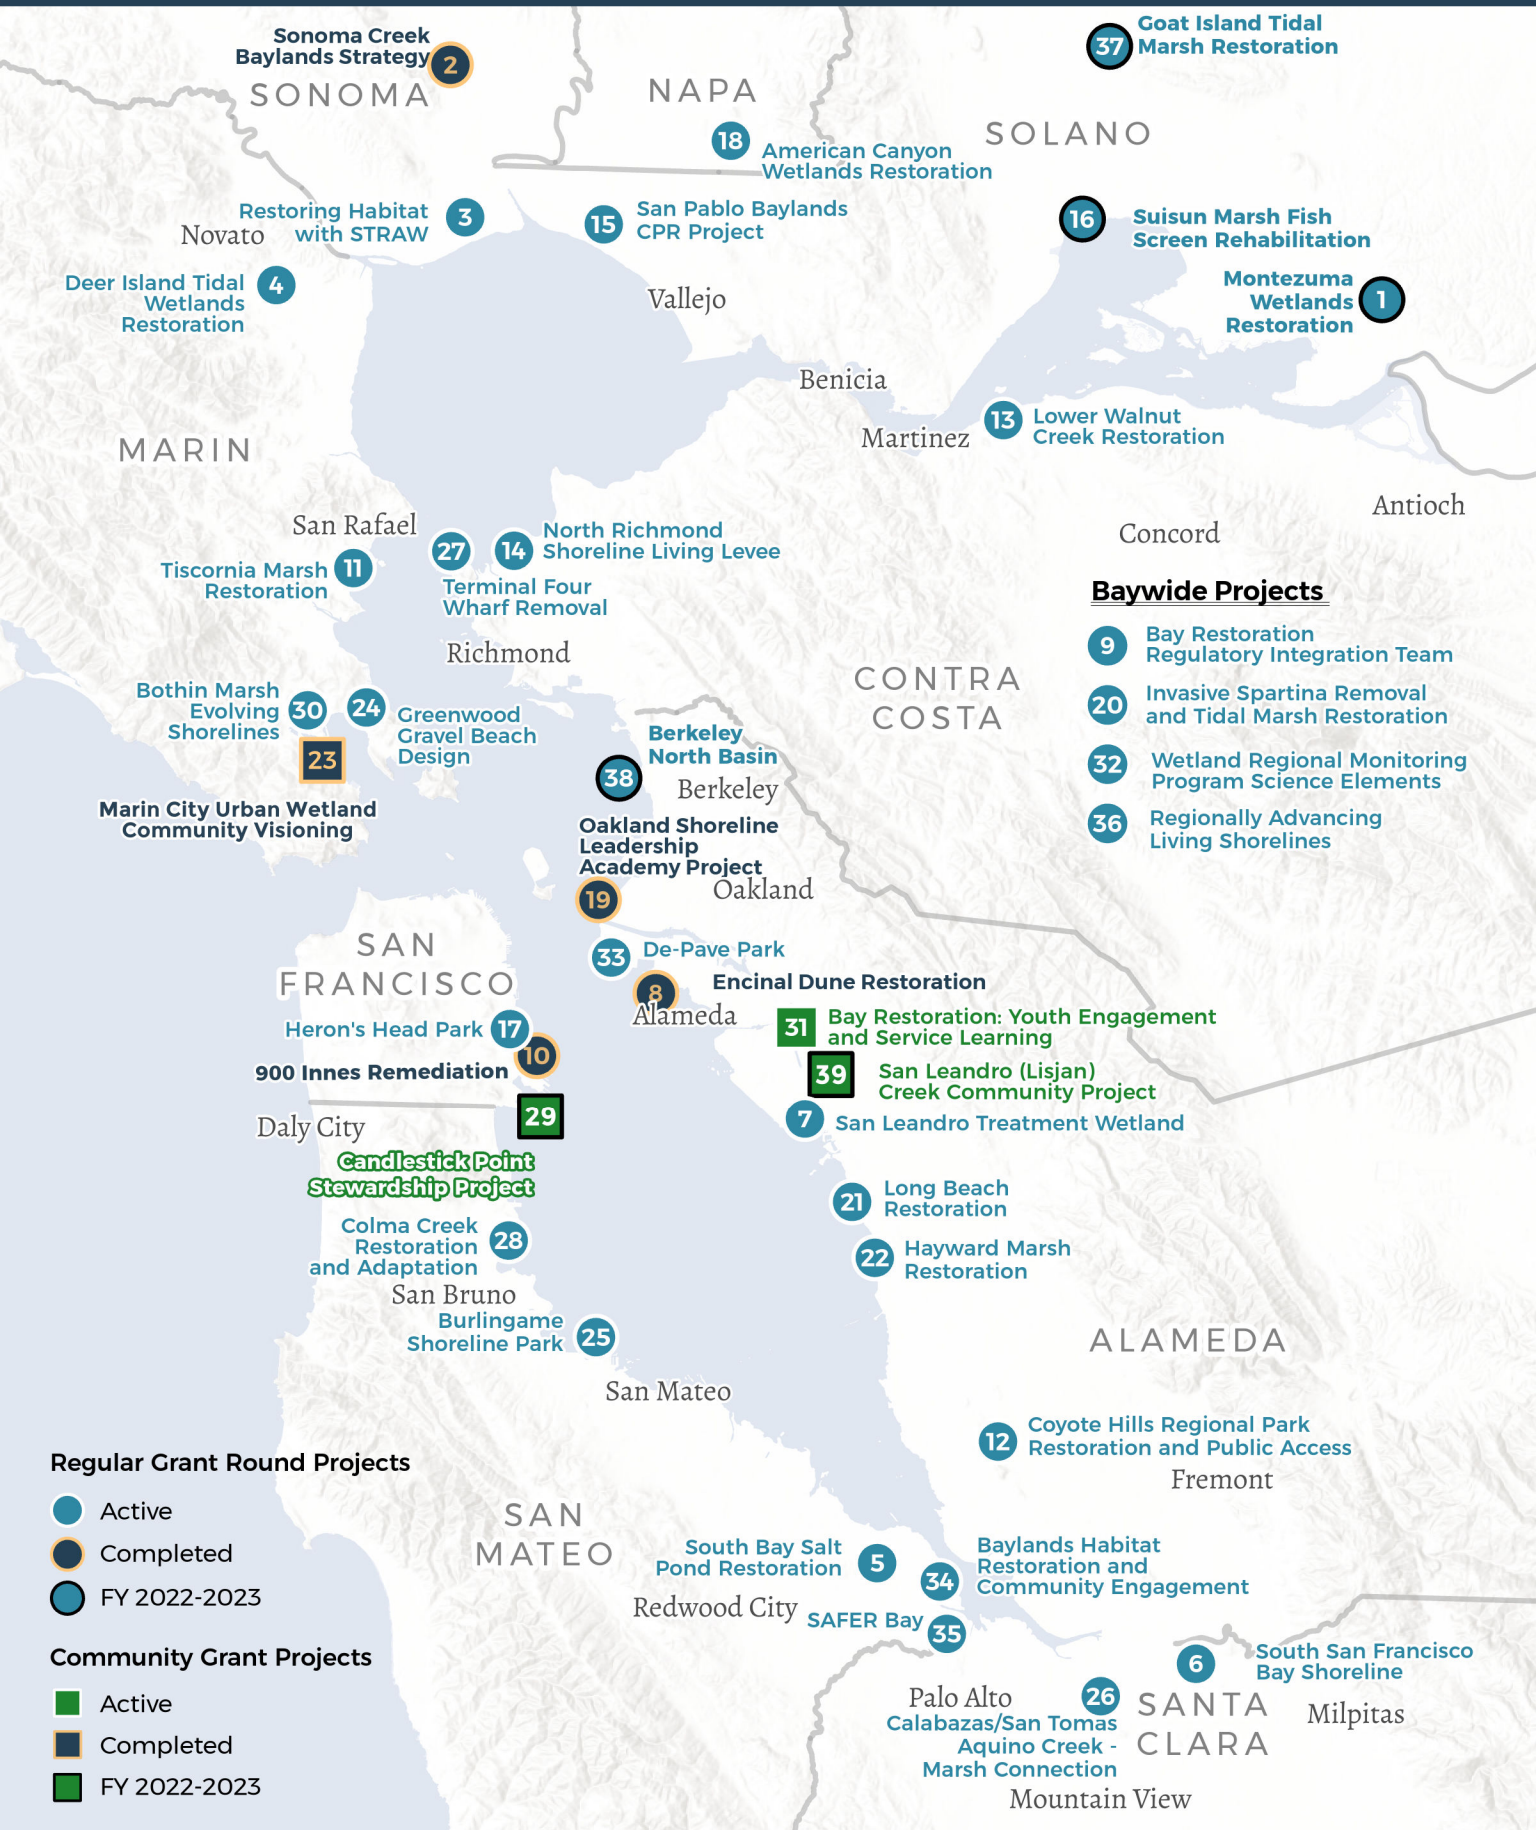 Sonoma Creek
Baylands Strategy
2
SONOMA
NAPA
37
Goat Island Tidal
Marsh Restoration
SOLANO
18
American Canyon
Wetlands Restoration
Restoring Habitat
with STRAW
3
Novato
15
San Pablo Baylands
CPR Project
16
Suisun Marsh Fish
Screen Rehabilitation
Deer Island Tidal
Wetlands
Restoration
4
Vallejo
Montezuma
Wetlands
Restoration
1
Benicia
13
Lower Walnut
Creek Restoration
Martinez
MARIN
Antioch
Concord
San Rafael
Tiscornia Marsh
Restoration
11
27
Terminal Four
Wharf Removal
14
North Richmond
Shoreline Living Levee
Richmond
Baywide Projects
9
Bay Restoration
Regulatory Integration Team
20
Invasive Spartina Removal
and Tidal Marsh Restoration
32
Wetland Regional Monitoring
Program Science Elements
36
Regionally Advancing
Living Shorelines
CONTRA
COSTA
Bothin Marsh
Evolving
Shorelines
30
24
Greenwood
Gravel Beach
Design
23
Marin City Urban Wetland
Community Visioning
Berkeley
North Basin
38
Berkeley
Oakland Shoreline
Leadership
Academy Project
19
Oakland
SAN
FRANCISCO
33
De-Pave Park
8
Encinal Dune Restoration
Alameda
Heron's Head Park
17
10
900 Innes Remediation
31
Bay Restoration: Youth Engagement
and Service Learning
39
San Leandro (Lisjan)
Creek Community Project
7
San Leandro Treatment Wetland
Daly City
29
Candlestick Point
Stewardship Project
21
Long Beach
Restoration
Colma Creek
Restoration
and Adaptation
28
22
Hayward Marsh
Restoration
San Bruno
Burlingame
Shoreline Park
25
San Mateo
ALAMEDA
12
Coyote Hills Regional Park
Restoration and Public Access
Fremont
SAN
MATEO
South Bay Salt
Pond Restoration
5
34
Baylands Habitat
Restoration and
Community Engagement
Redwood City
SAFER Bay
35
6
South San Francisco
Bay Shoreline
Palo Alto
26
Calabazas/San Tomas
Aquino Creek -
Marsh Connection
SANTA
CLARA
Milpitas
Mountain View
Regular Grant Round Projects
Active
Completed
FY 2022-2023
Community Grant Projects
Active
Completed
FY 2022-2023